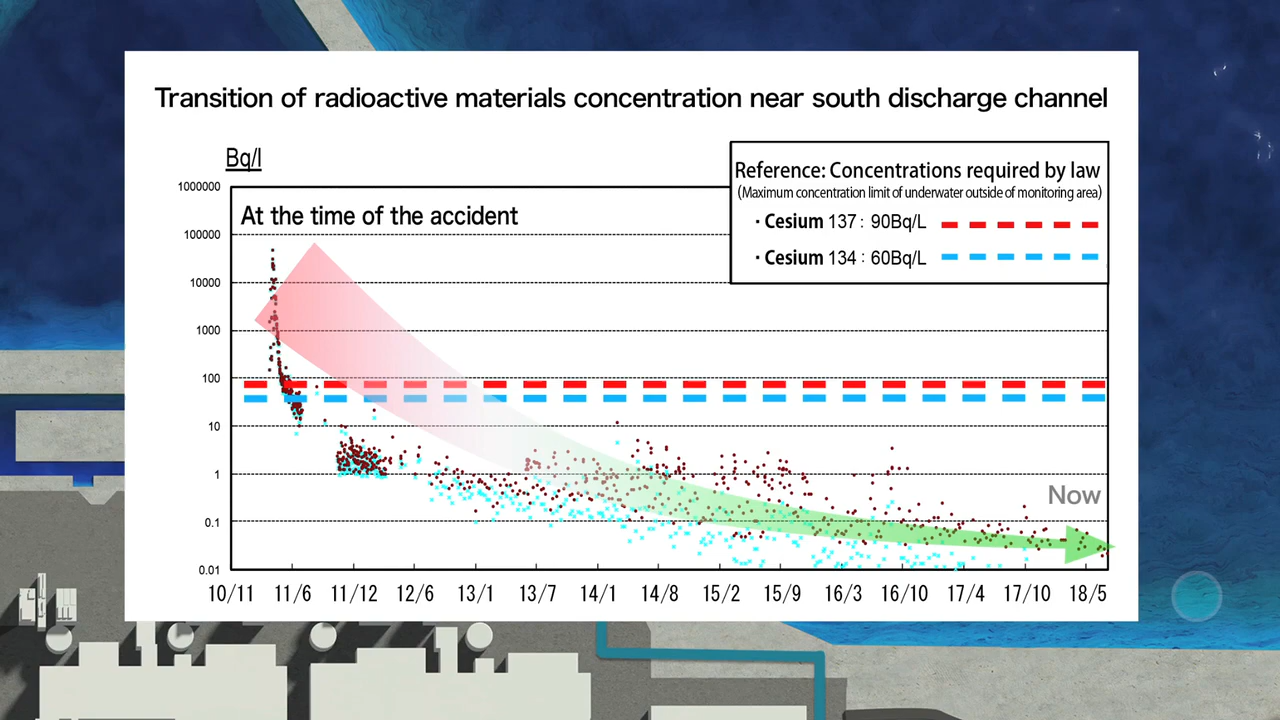 Transition of radioactive materials concentration near south discharge channel
Bq/l
Reference: Concentrations required by law
(Maximum concentration limit of underwater outside of monitoring area)
・Cesium 137 : 90Bq/L
・Cesium 134 : 60Bq/L
At the time of the accident
1000000
100000
10000
1000
100
10
1
0.1
0.01
Now
10/11 11/6 11/12 12/6 13/1 13/7 14/1 14/8 15/2 15/9 16/3 16/10 17/4 17/10 18/5